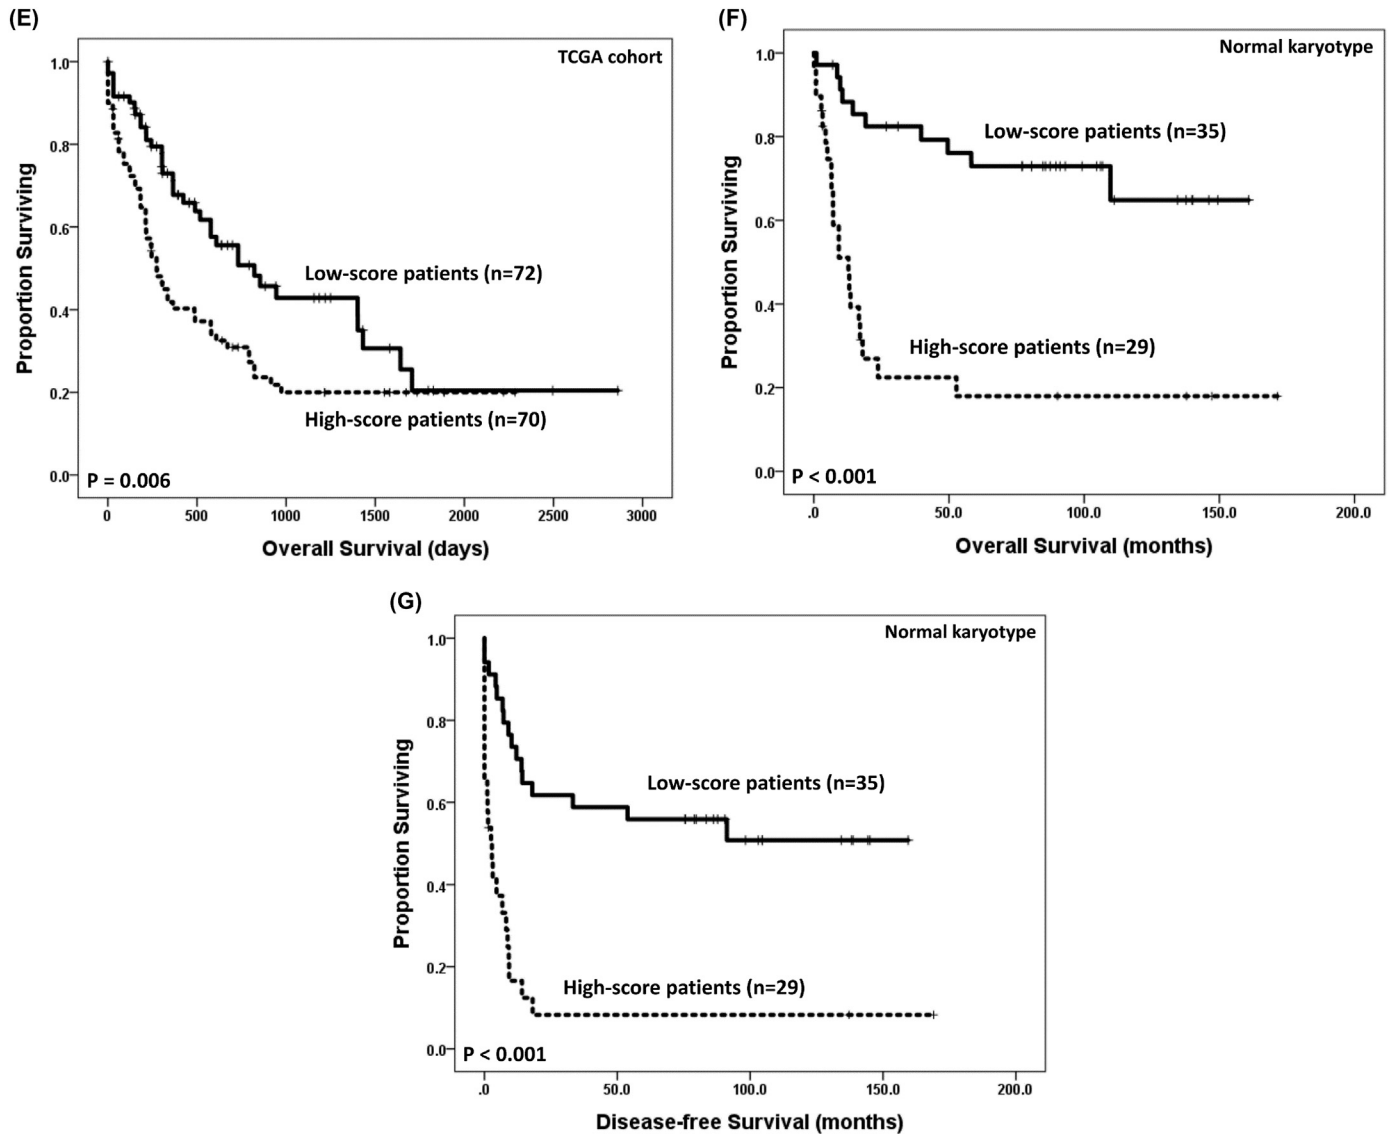 (E)
TCGA cohort
Proportion Surviving
1.0
0.8
0.6
0.4
0.2
0.0
Low-score patients (n=72)
High-score patients (n=70)
P = 0.006
0 500 1000 1500 2000 2500 3000
Overall Survival (days)
(F)
Normal karyotype
Proportion Surviving
1.0
0.8
0.6
0.4
0.2
0.0
Low-score patients (n=35)
High-score patients (n=29)
P < 0.001
.0 50.0 100.0 150.0 200.0
Overall Survival (months)
(G)
Normal karyotype
Proportion Surviving
1.0
0.8
0.6
0.4
0.2
0.0
Low-score patients (n=35)
High-score patients (n=29)
P < 0.001
.0 50.0 100.0 150.0 200.0
Disease-free Survival (months)